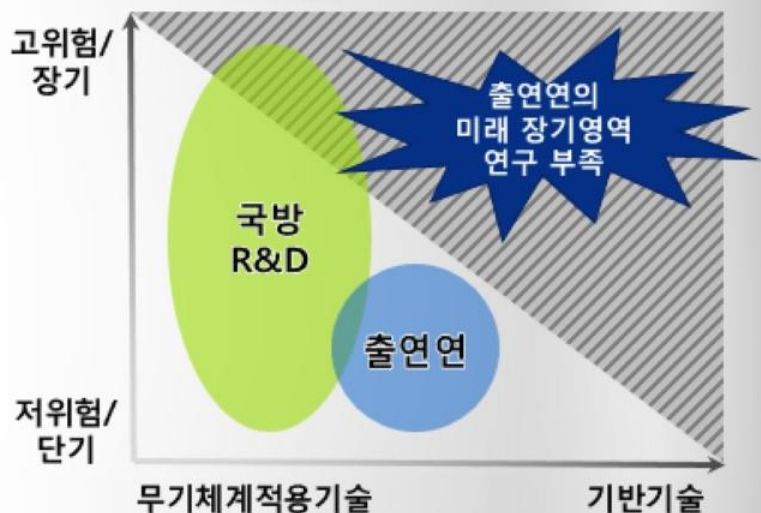 고위험/
장기
출연연의
미래 장기영역
연구 부족
국방
R&D
출연연
저위험/
단기
무기체계적용기술
기반기술